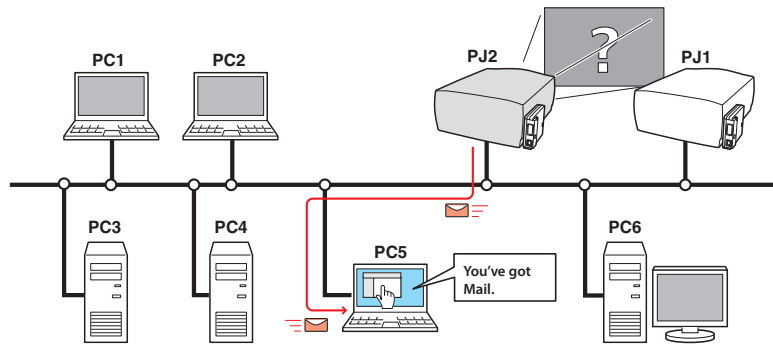 PJ2
PJ1
PC1
PC2
?
PC3
PC4
PC5
PC6
You've got
Mail.